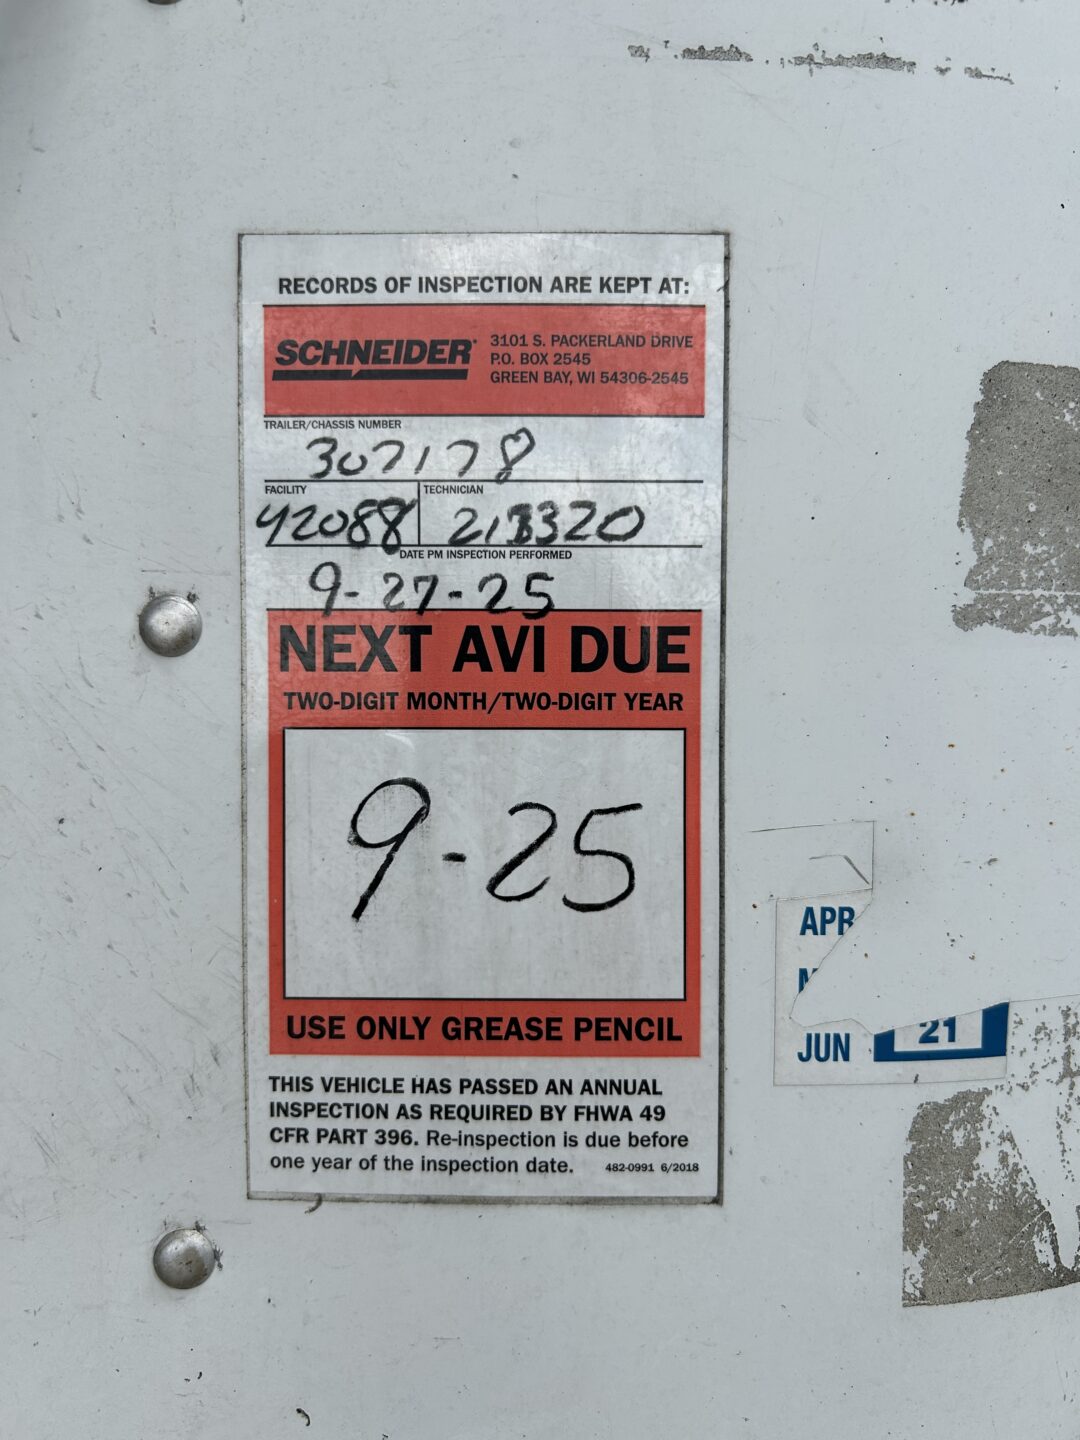 RECORDS OF INSPECTION ARE KEPT AT:
SCHNEIDER
3101 S. PACKERLAND DRIVE
P.O. BOX 2545
GREEN BAY, WI 54306-2545
TRAILER/CHASSIS NUMBER
307178
FACILITY
42088
TECHNICIAN
213320
DATE PM INSPECTION PERFORMED
9-27-25
NEXT AVI DUE
TWO-DIGIT MONTH/TWO-DIGIT YEAR
9-25
USE ONLY GREASE PENCIL
THIS VEHICLE HAS PASSED AN ANNUAL
INSPECTION AS REQUIRED BY FHWA 49
CFR PART 396. Re-inspection is due before
one year of the inspection date. 482-0991 6/2018
APR
JUN
21